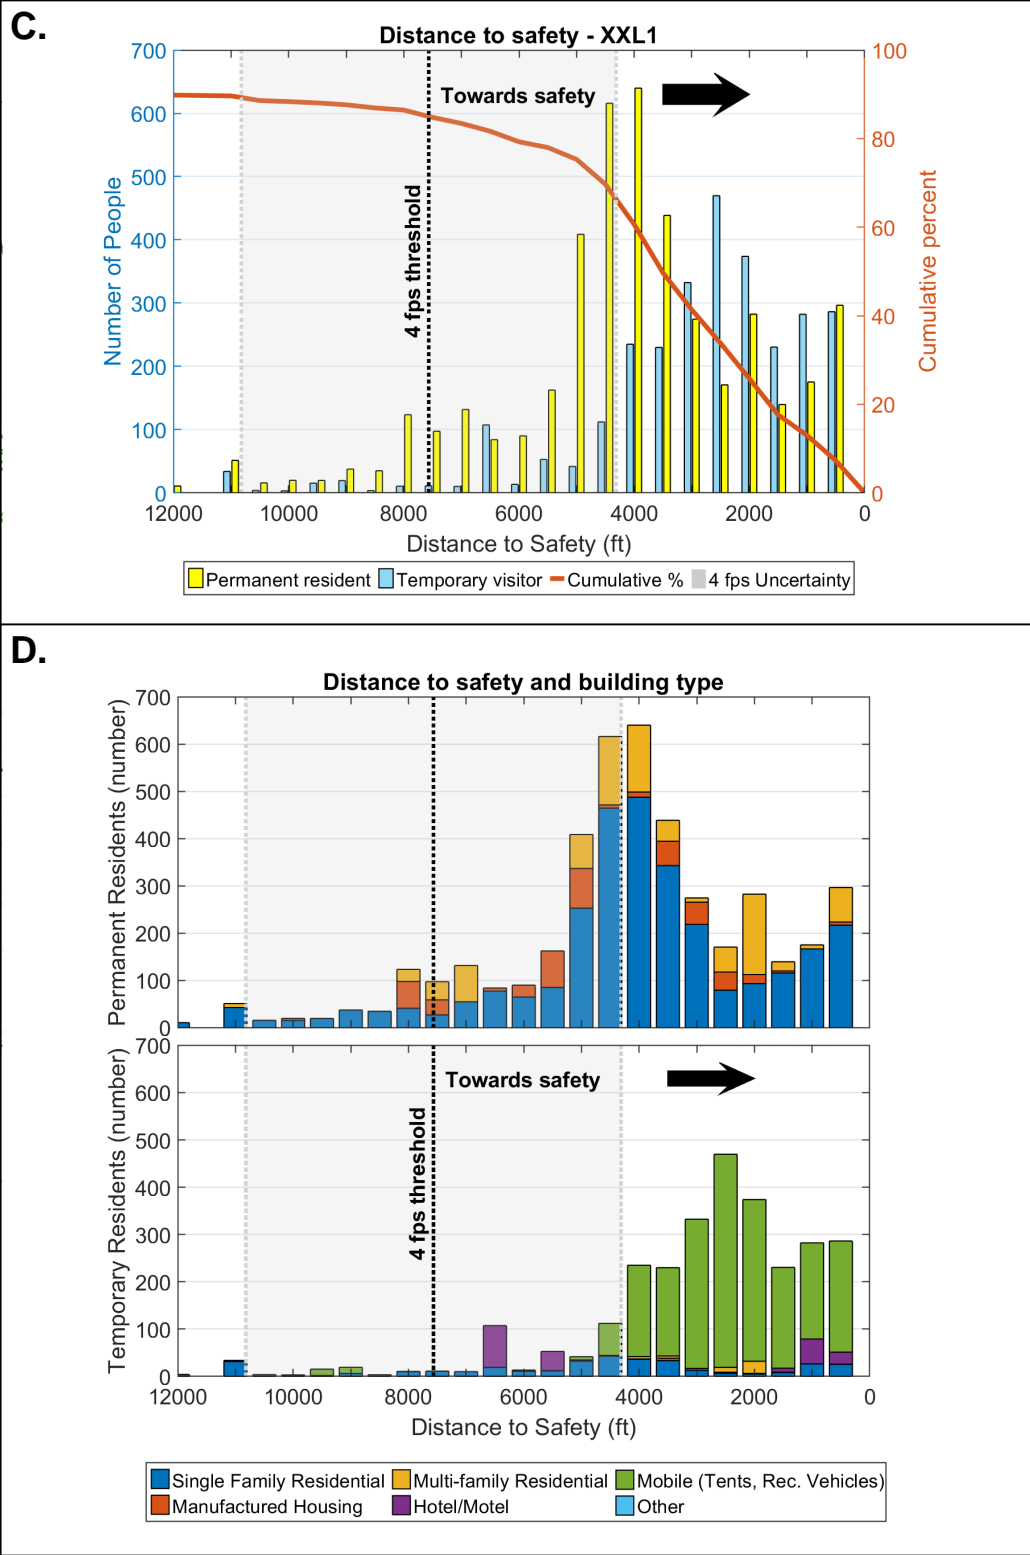 C.
Distance to safety - XXL1
700
600
500
400
300
200
100
0
Number of People
100
80
60
40
20
0
Cumulative percent
Towards safety
4 fps threshold
12000 10000 8000 6000 4000 2000 0
Distance to Safety (ft)
Permanent resident Temporary visitor Cumulative % 4 fps Uncertainty
D.
Distance to safety and building type
700
600
500
400
300
200
100
0
Permanent Residents (number)
700
600
500
400
300
200
100
0
Temporary Residents (number)
Towards safety
4 fps threshold
12000 10000 8000 6000 4000 2000 0
Distance to Safety (ft)
Single Family Residential Multi-family Residential Mobile (Tents, Rec. Vehicles)
Manufactured Housing Hotel/Motel Other